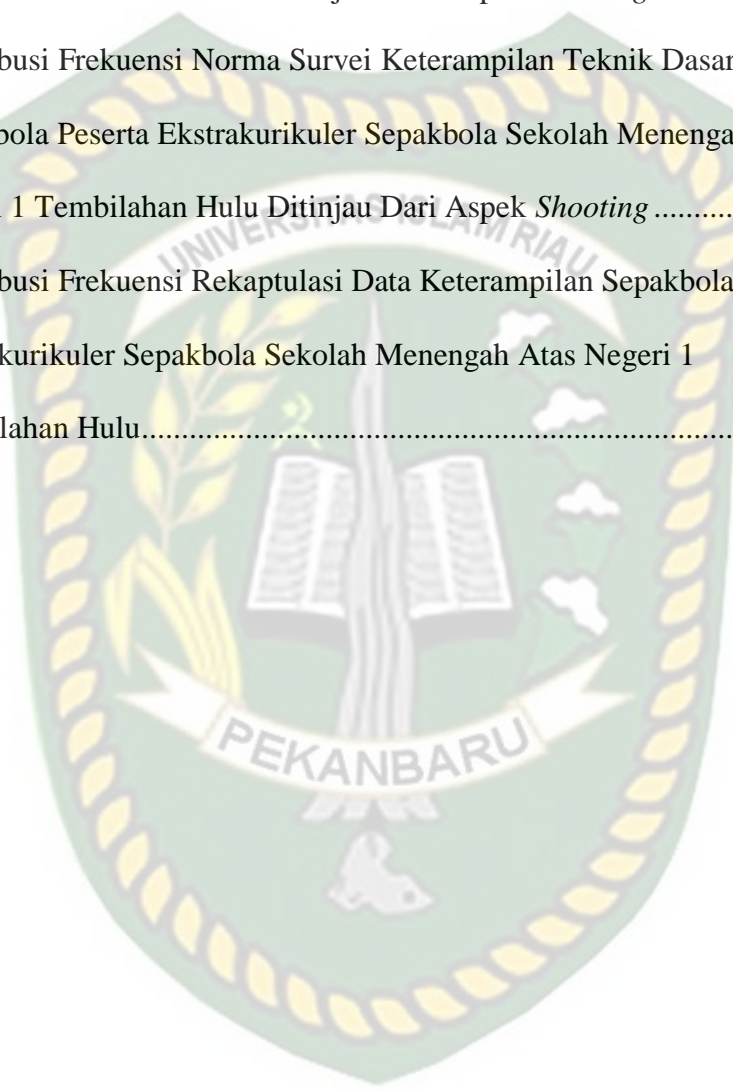 busi Frekuensi Norma Survei Keterampilan Teknik Dasar
bola Peserta Ekstrakurikuler Sepakbola Sekolah Menenga
1 Tembilahan Hulu Ditinjau Dari Aspek Shooting ..........
busi Frekuensi Rekaptulasi Data Keterampilan Sepakbola
kurikuler Sepakbola Sekolah Menengah Atas Negeri 1
lahan Hulu..........................................................................
UNIVERSITAS ISLAM RIAU
PEKANBARU